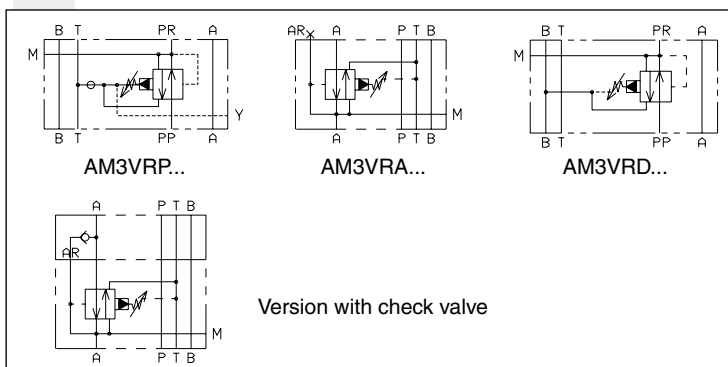 B T PR A
M
Y
B T PP A
AM3VRP...
AR A P T B
M
A P T B
AM3VRA...
B T PR A
M
B T PP A
AM3VRD...
A P T B
AR
M
A P T B
Version with check valve